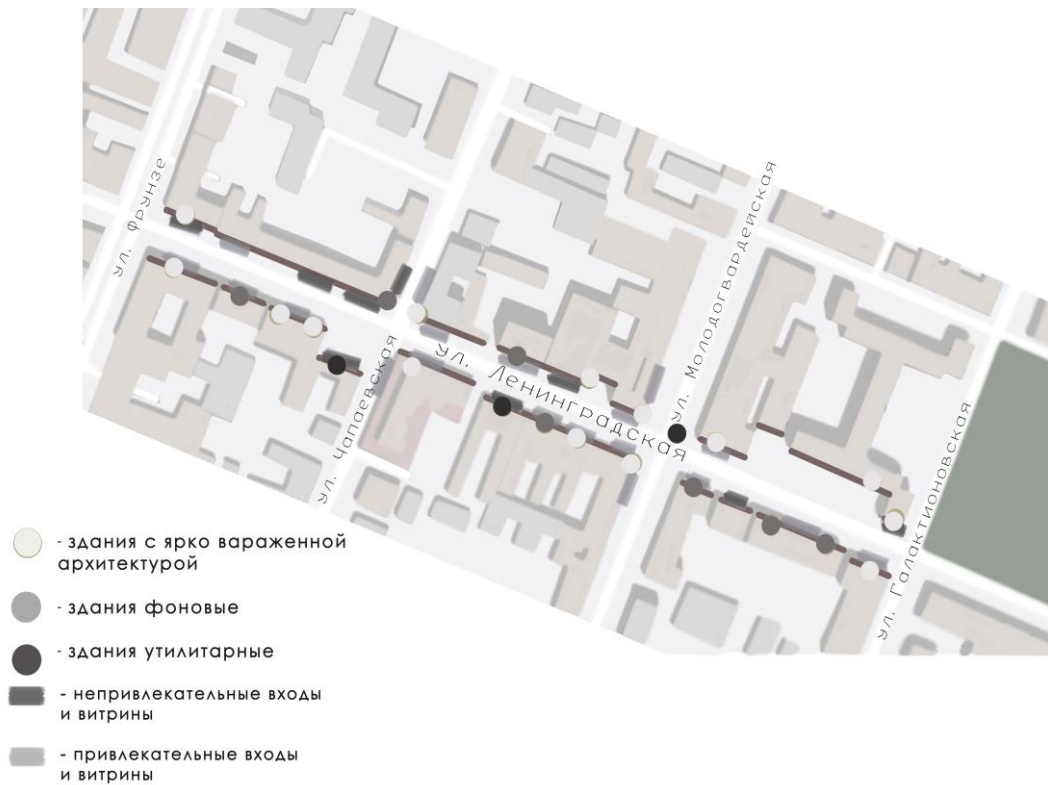 ул. Фрунзе
ул. Чапаевская
ул. Ленинградская
ул. Молодогвардейская
ул. Галактионовская
- здания с ярко вараженной
архитектурой
- здания фоновые
- здания утилитарные
- непривлекательные входы
и витрины
- привлекательные входы
и витрины